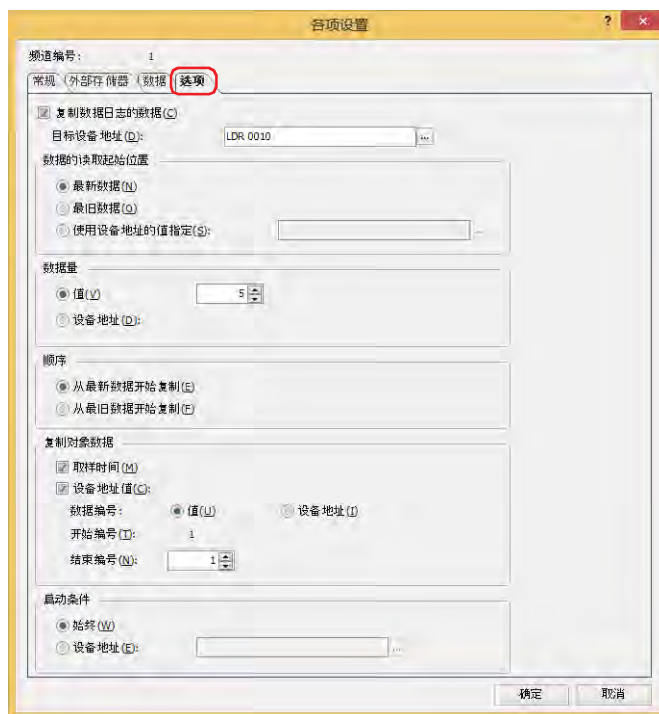 各项设置
? ×
频道编号: 1
常规 外部存储器 数据 选项
复制数据日志的数据(C)
目标设备地址(D): LDR 0010 ...
数据的读取起始位置
最新数据(N)
最旧数据(O)
使用设备地址的值指定(S): ...
数据量
值(V) 5
设备地址(D):
顺序
从最新数据开始复制(E)
从最旧数据开始复制(F)
复制对象数据
取样时间(M)
设备地址值(C):
数据编号: 值(U) 设备地址(I)
开始编号(T): 1
结束编号(N): 1
启动条件
始终(W)
设备地址(E): ...
确定 取消